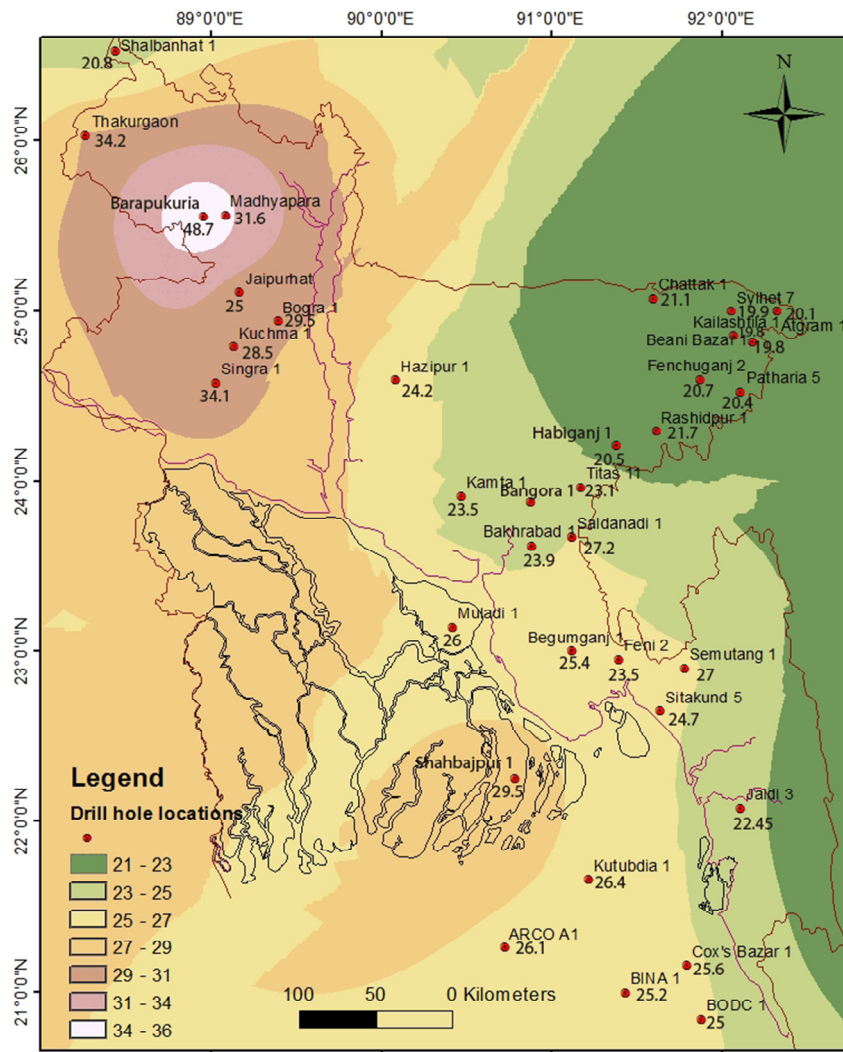 89°0'0"E
90°0'0"E
91°0'0"E
92°0'0"E
Shalbanhat 1
20.8
N
26°0'0"N
Thakurgaon
34.2
Barapukuria
48.7
Madhyapara
31.6
Jaipurhat
25
Bogra 1
29.5
Kuchma 1
28.5
Singra 1
34.1
25°0'0"N
Chattak 1
21.1
Sylhet 7
19.9
Kailashtila 1
19.8
Atgram 1
20.1
Beani Bazar 1
19.8
Fenchuganj 2
20.7
Patharia 5
20.4
Rashidpur 1
21.7
Hazipur 1
24.2
Habiganj 1
20.5
24°0'0"N
Titas 11
23.1
Kamta 1
23.5
Bangora 1
Bakhrabad 1
23.9
Saldanadi 1
27.2
23°0'0"N
Muladi 1
26
Begumganj 1
25.4
Feni 2
23.5
Semutang 1
27
Sitakund 5
24.7
Shahbajpur 1
29.5
22°0'0"N
Jaldi 3
22.45
Kutubdia 1
26.4
ARCO A1
26.1
21°0'0"N
Cox's Bazar 1
25.6
BINA 1
25.2
BODC 1
25
Legend
Drill hole locations
21 - 23
23 - 25
25 - 27
27 - 29
29 - 31
31 - 34
34 - 36
100 50 0 Kilometers